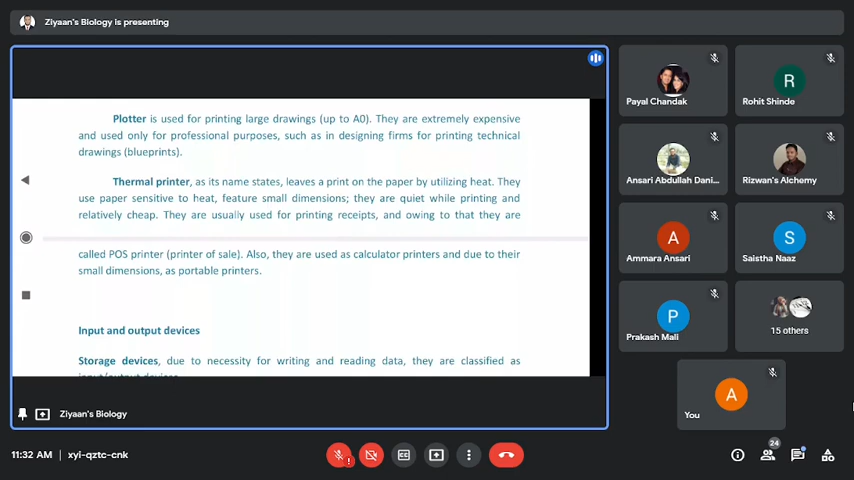 Ziyaan's Biology is presenting
Plotter is used for printing large drawings (up to A0). They are extremely expensive
and used only for professional purposes, such as in designing firms for printing technical
drawings (blueprints).
Thermal printer, as its name states, leaves a print on the paper by utilizing heat. They
use paper sensitive to heat, feature small dimensions; they are quiet while printing and
relatively cheap. They are usually used for printing receipts, and owing to that they are
called POS printer (printer of sale). Also, they are used as calculator printers and due to their
small dimensions, as portable printers.
Input and output devices
Storage devices, due to necessity for writing and reading data, they are classified as
input/output devices
Ziyaan's Biology
Payal Chandak
R
Rohit Shinde
Ansari Abdullah Dani...
Rizwan's Alchemy
A
Ammara Ansari
S
Saistha Naaz
P
Prakash Mali
15 others
A
You
11:32 AM | xyi-qztc-cnk
24